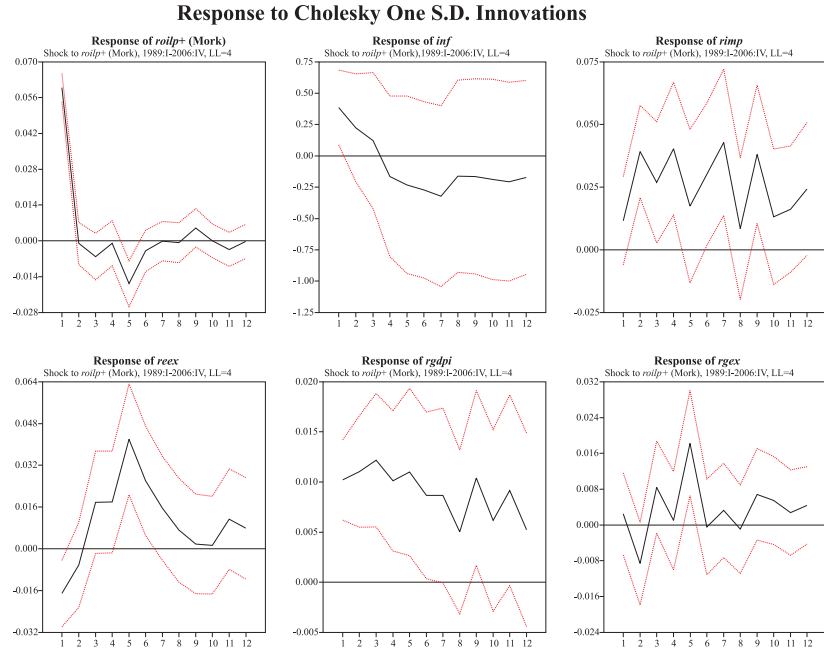 Response to Cholesky One S.D. Innovations
Response of roilp+ (Mork)
Shock to roilp+ (Mork), 1989:I-2006:IV, LL=4
0.070
0.056
0.042
0.028
0.014
0.000
-0.014
-0.028
1 2 3 4 5 6 7 8 9 10 11 12
Response of inf
Shock to roilp+ (Mork),1989:I-2006:IV, LL=4
0.75
0.50
0.25
0.00
-0.25
-0.50
-0.75
-1.00
-1.25
1 2 3 4 5 6 7 8 9 10 11 12
Response of rimp
Shock to roilp+ (Mork), 1989:I-2006:IV, LL=4
0.075
0.050
0.025
0.000
-0.025
1 2 3 4 5 6 7 8 9 10 11 12
Response of reex
Shock to roilp+ (Mork), 1989:I-2006:IV, LL=4
0.064
0.048
0.032
0.016
0.000
-0.016
-0.032
1 2 3 4 5 6 7 8 9 10 11 12
Response of rgdpi
Shock to roilp+ (Mork), 1989:I-2006:IV, LL=4
0.020
0.015
0.010
0.005
0.000
-0.005
1 2 3 4 5 6 7 8 9 10 11 12
Response of rgex
Shock to roilp+ (Mork), 1989:I-2006:IV, LL=4
0.032
0.024
0.016
0.008
0.000
-0.008
-0.016
-0.024
1 2 3 4 5 6 7 8 9 10 11 12